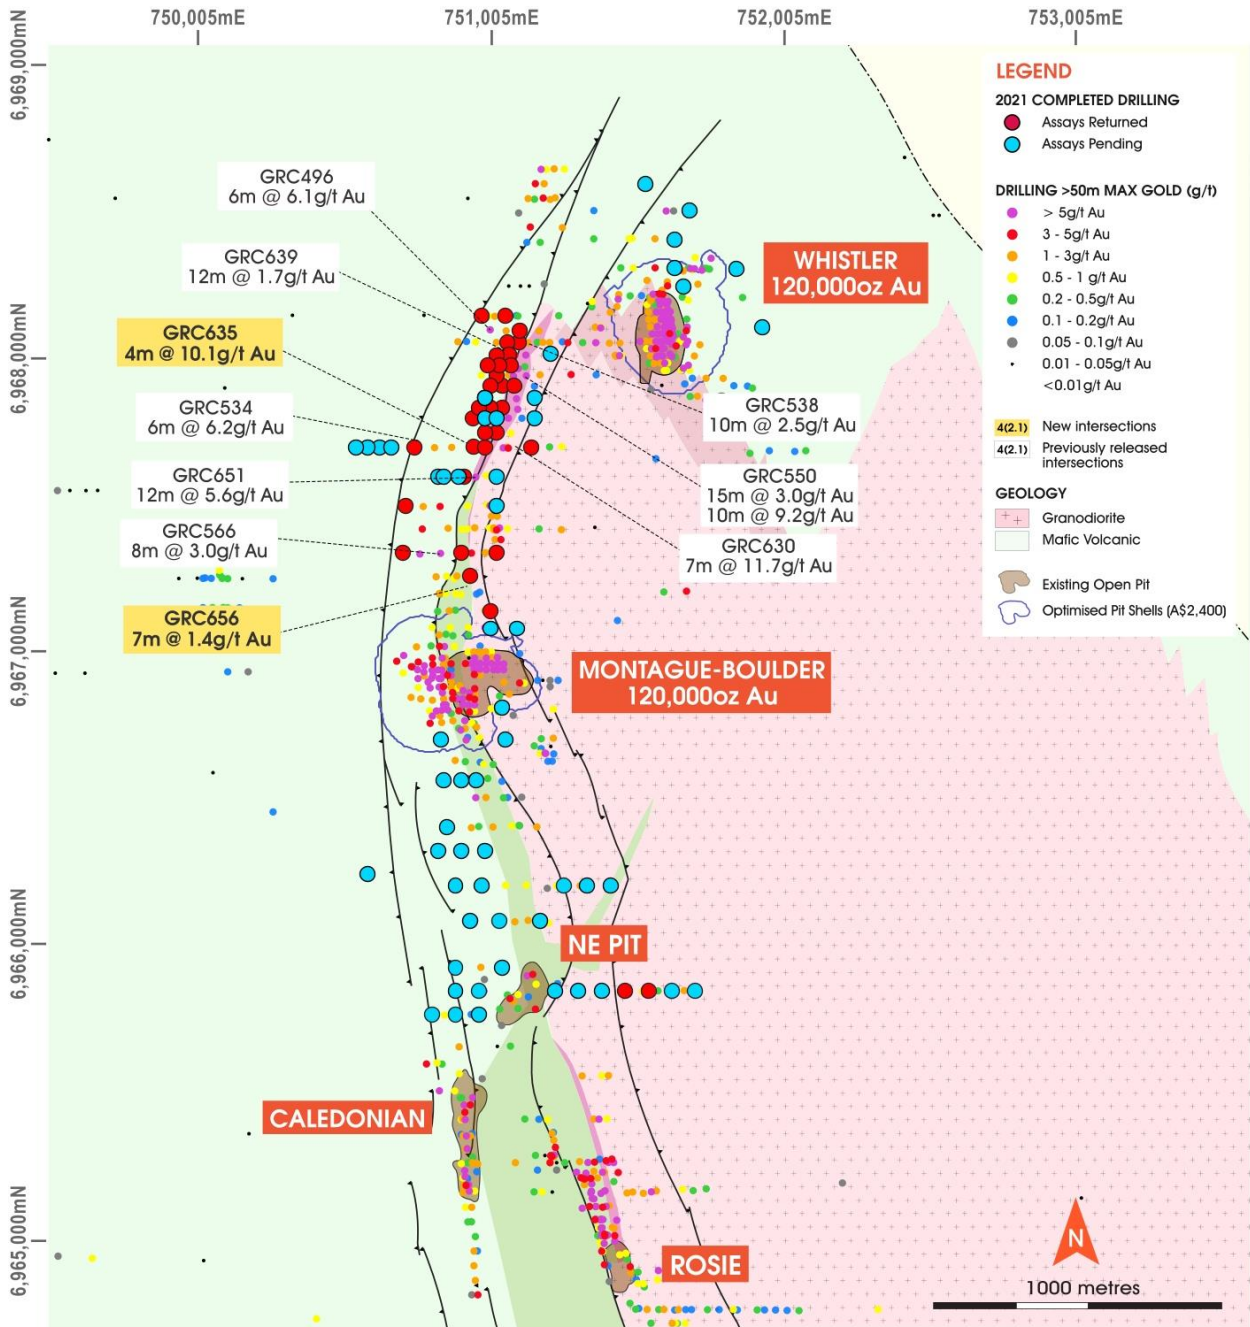 750,005mE
751,005mE
752,005mE
753,005mE
6,969,000mN
6,968,000mN
6,967,000mN
6,966,000mN
6,965,000mN
GRC496
6m @ 6.1g/t Au
GRC639
12m @ 1.7g/t Au
GRC635
4m @ 10.1g/t Au
GRC534
6m @ 6.2g/t Au
GRC651
12m @ 5.6g/t Au
GRC566
8m @ 3.0g/t Au
GRC656
7m @ 1.4g/t Au
WHISTLER
120,000oz Au
GRC538
10m @ 2.5g/t Au
GRC550
15m @ 3.0g/t Au
10m @ 9.2g/t Au
GRC630
7m @ 11.7g/t Au
MONTAGUE-BOULDER
120,000oz Au
NE PIT
CALEDONIAN
ROSIE
LEGEND
2021 COMPLETED DRILLING
Assays Returned
Assays Pending
DRILLING >50m MAX GOLD (g/t)
> 5g/t Au
3 - 5g/t Au
1 - 3g/t Au
0.5 - 1 g/t Au
0.2 - 0.5g/t Au
0.1 - 0.2g/t Au
0.05 - 0.1g/t Au
0.01 - 0.05g/t Au
<0.01g/t Au
4(2.1) New intersections
4(2.1) Previously released
intersections
GEOLOGY
Granodiorite
Mafic Volcanic
Existing Open Pit
Optimised Pit Shells (A$2,400)
N
1000 metres